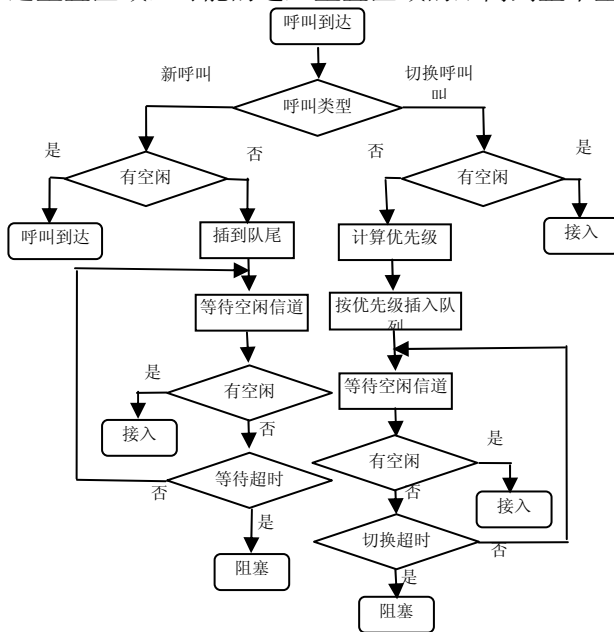 呼叫到达
新呼叫
切换呼叫
叫
呼叫类型
是
否
否
是
有空闲
有空闲
呼叫到达
插到队尾
计算优先级
接入
等待空闲信道
按优先级插入队
列
是
有空闲
等待空闲信道
接入
否
是
有空闲
等待超时
否
否
接入
是
切换超时
否
阻塞
是
阻塞